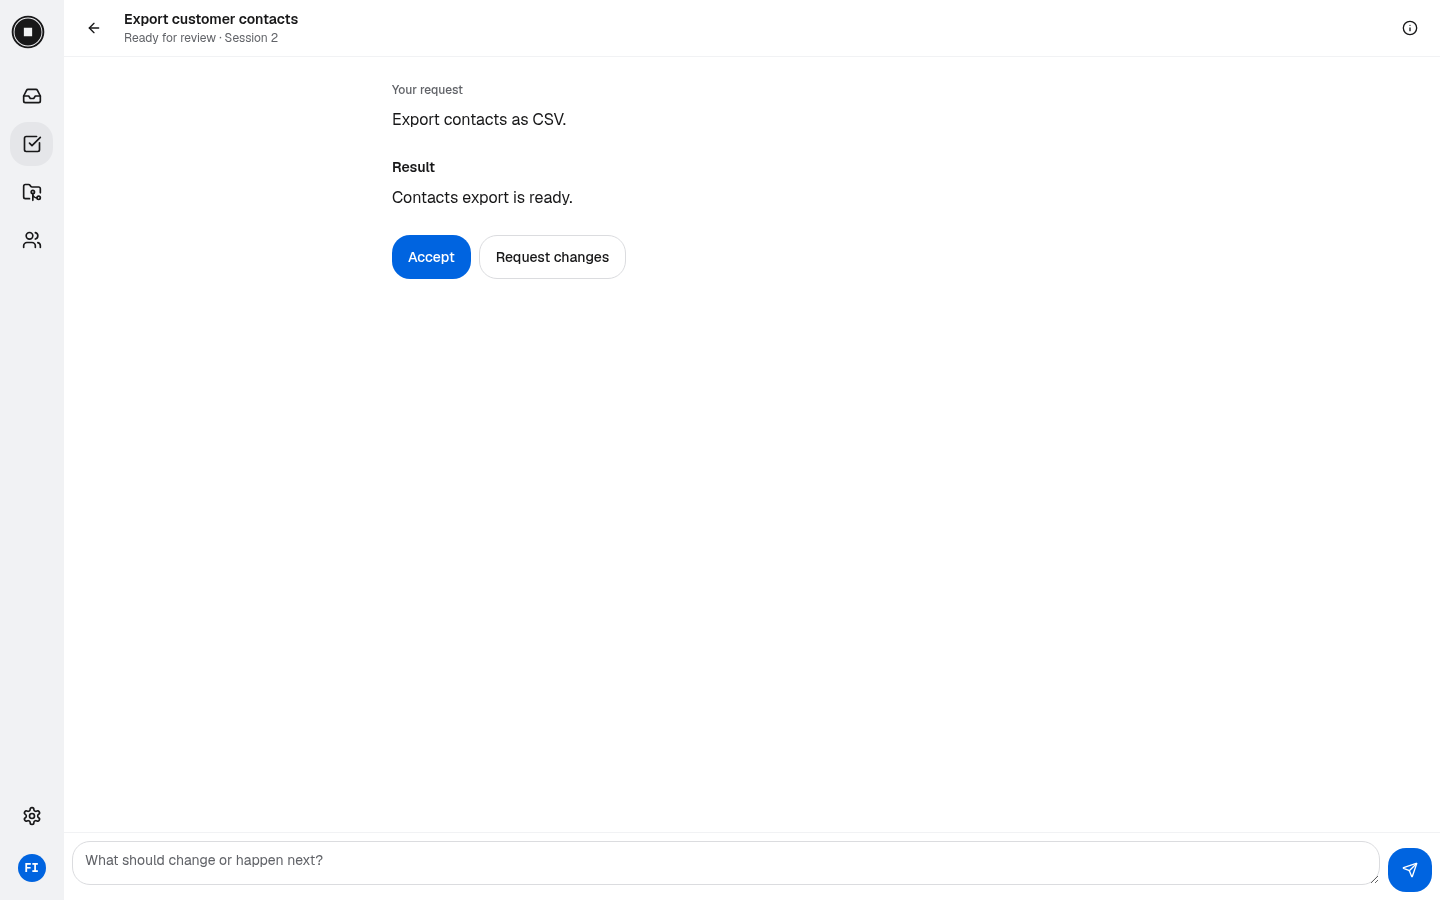 Export customer contacts
Ready for review · Session 2
Your request
Export contacts as CSV.
Result
Contacts export is ready.
Accept
Request changes
What should change or happen next?
FI